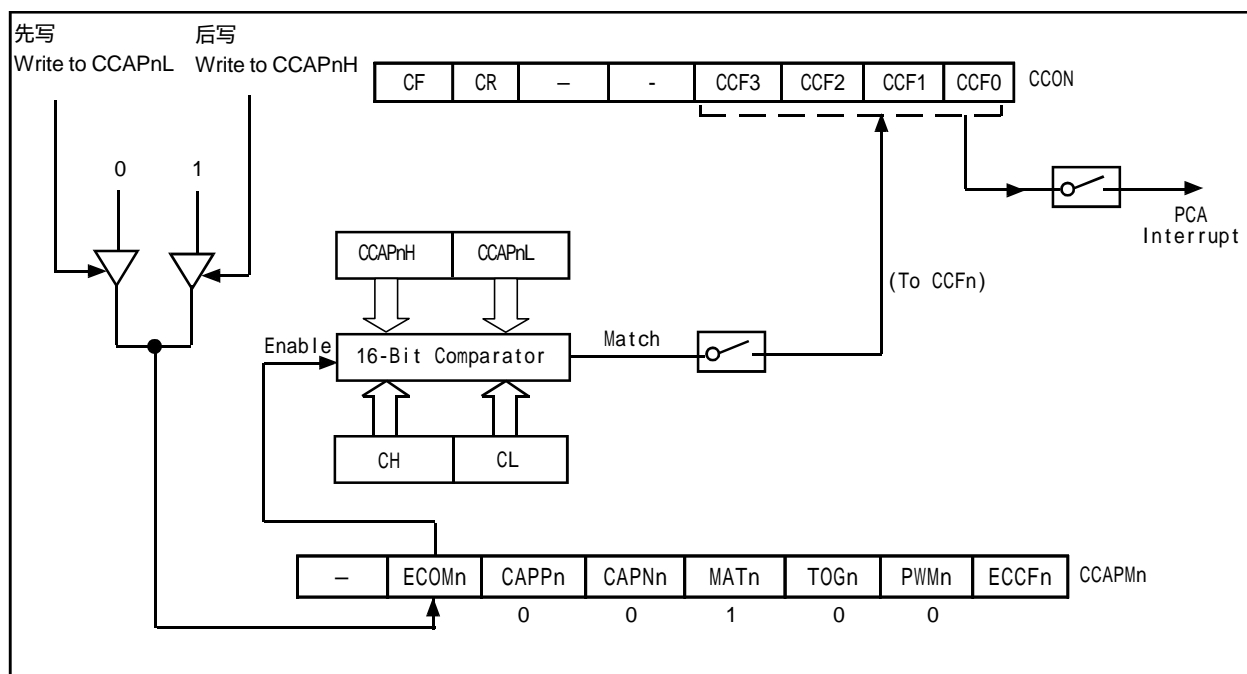 先写 后写
Write to CCAPnL Write to CCAPnH
CF CR – - CCF3 CCF2 CCF1 CCF0 CCON
0 1
PCA
Interrupt
CCAPnH CCAPnL
(To CCFn)
Enable 16-Bit Comparator Match
CH CL
– ECOMn CAPPn CAPNn MATn TOGn PWMn ECCFn CCAPMn
0 0 1 0 0